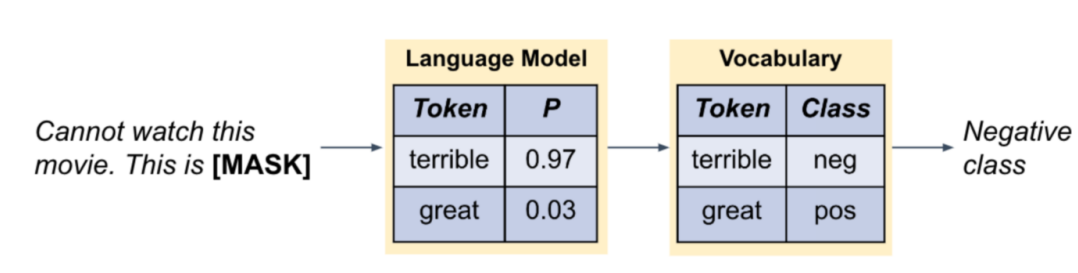 Cannot watch this
movie. This is [MASK]
Language Model
Token P
terrible 0.97
great 0.03
Vocabulary
Token Class
terrible neg
great pos
Negative
class